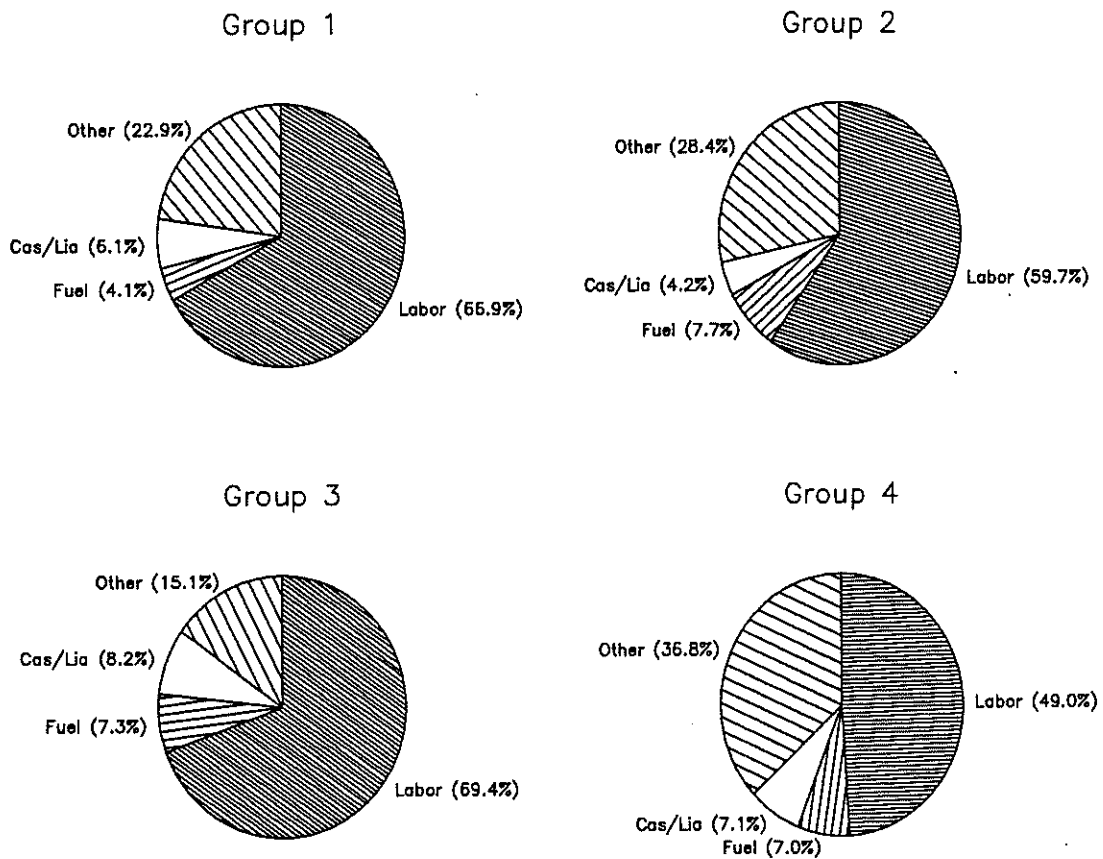 Group 1
Other (22.9%)
Cas/Lia (6.1%)
Fuel (4.1%)
Labor (66.9%)
Group 2
Other (28.4%)
Cas/Lia (4.2%)
Fuel (7.7%)
Labor (59.7%)
Group 3
Other (15.1%)
Cas/Lia (8.2%)
Fuel (7.3%)
Labor (69.4%)
Group 4
Other (36.8%)
Labor (49.0%)
Cas/Lia (7.1%)
Fuel (7.0%)